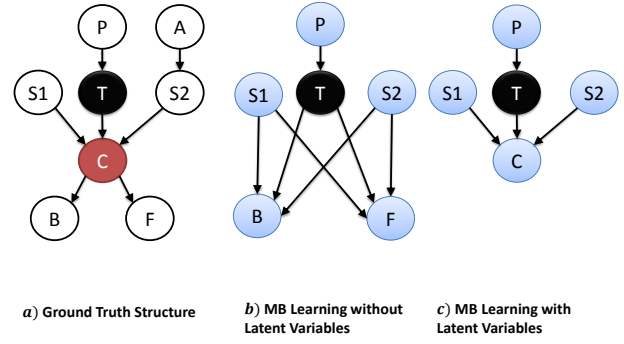 P A
S1 T S2
C
B F
a) Ground Truth Structure
P
S1 T S2
B F
b) MB Learning without
Latent Variables
P
S1 T S2
C
c) MB Learning with
Latent Variables